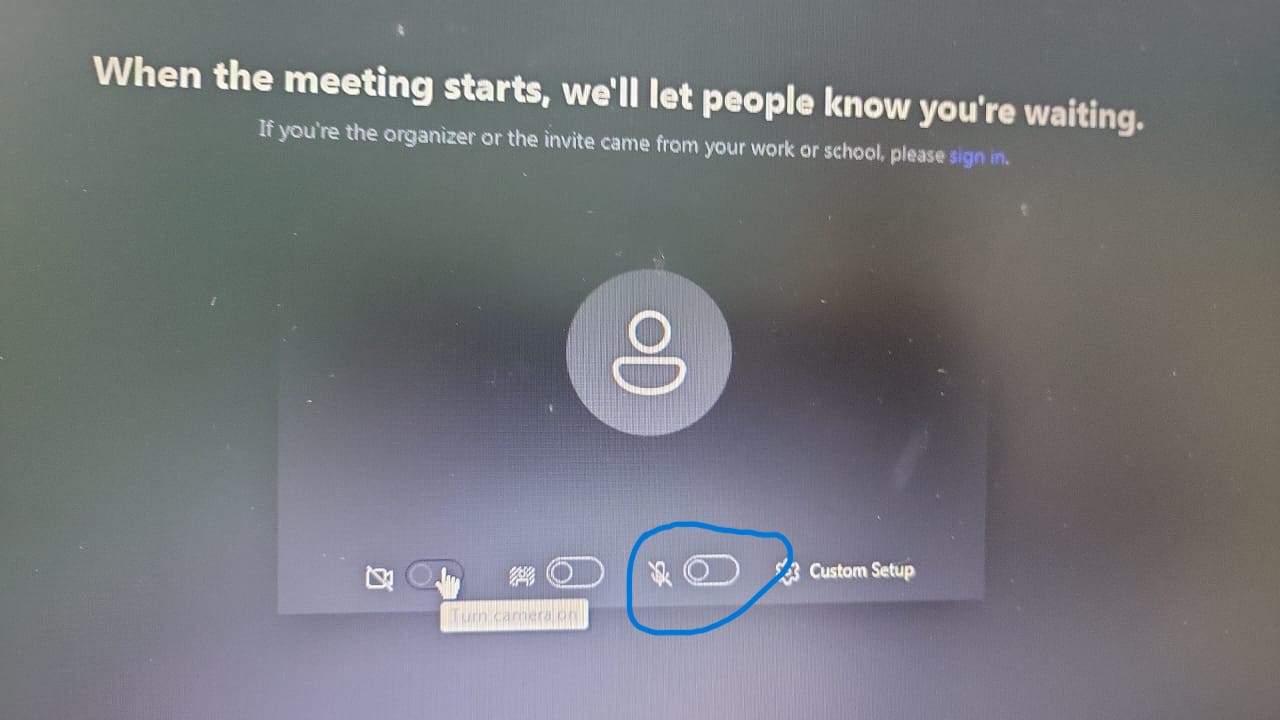 When the meeting starts, we'll let people know you're waiting.
If you're the organizer or the invite came from your work or school, please sign in.
Custom Setup
Turn camera on